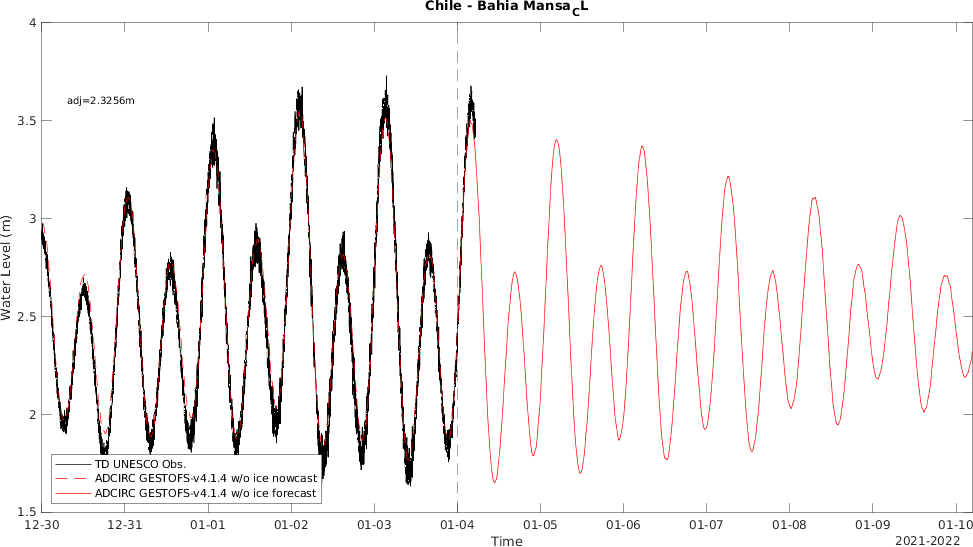 Chile - Bahia Mansa_CL
4
adj=2.3256m
3.5
3
Water Level (m)
2.5
2
TD UNESCO Obs.
ADCIRC GESTOFS-v4.1.4 w/o ice nowcast
ADCIRC GESTOFS-v4.1.4 w/o ice forecast
1.5
12-30 12-31 01-01 01-02 01-03 01-04 01-05 01-06 01-07 01-08 01-09 01-10
Time
2021-2022